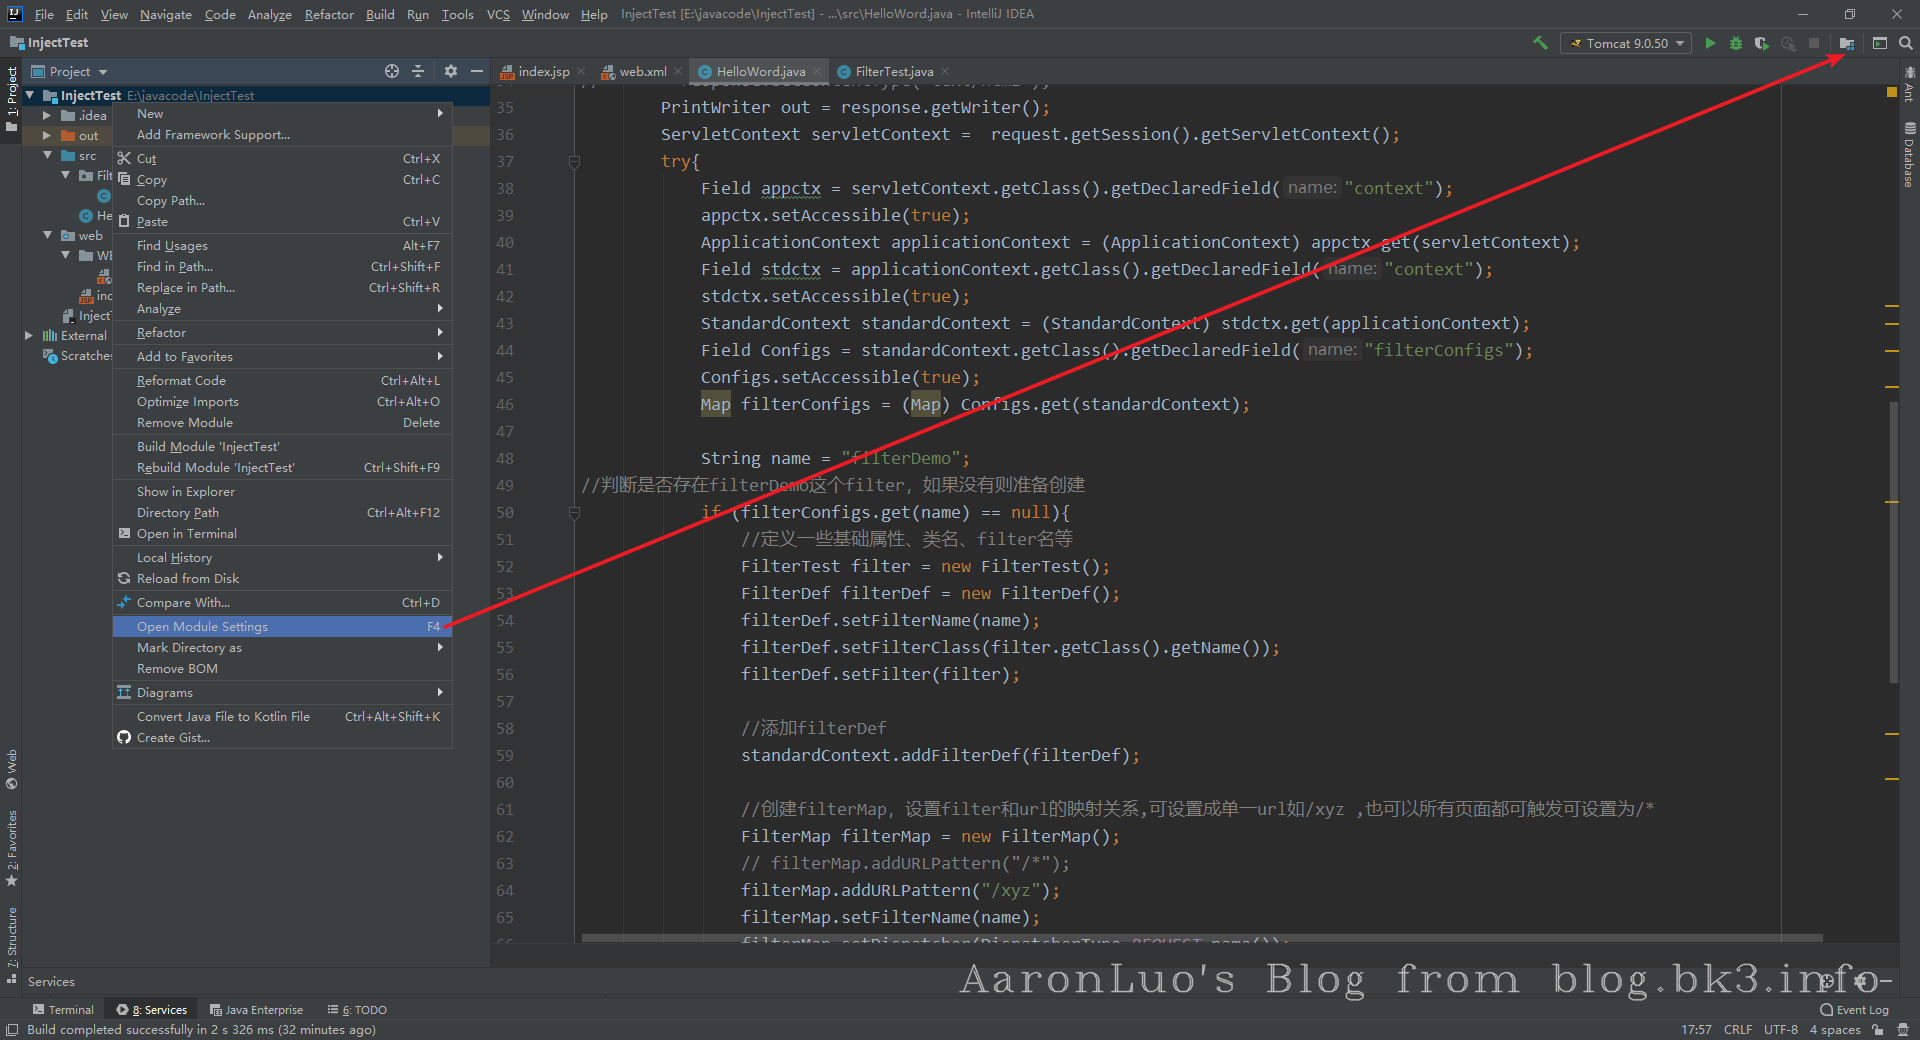 File Edit View Navigate Code Analyze Refactor Build Run Tools VCS Window Help InjectTest [E:\javacode\InjectTest] - ...\src\HelloWord.java - IntelliJ IDEA
InjectTest
Tomcat 9.0.50
Project
index.jsp
web.xml
HelloWord.java
FilterTest.java
1: Project
Ant
Database
InjectTest E:\javacode\InjectTest
.idea
out
src
Filt
He
web
WE
ind
InjectT
External
Scratches
New
Add Framework Support...
Cut Ctrl+X
Copy Ctrl+C
Copy Path...
Paste Ctrl+V
Find Usages Alt+F7
Find in Path... Ctrl+Shift+F
Replace in Path... Ctrl+Shift+R
Analyze
Refactor
Add to Favorites
Reformat Code Ctrl+Alt+L
Optimize Imports Ctrl+Alt+O
Remove Module Delete
Build Module 'InjectTest'
Rebuild Module 'InjectTest' Ctrl+Shift+F9
Show in Explorer
Directory Path Ctrl+Alt+F12
Open in Terminal
Local History
Reload from Disk
Compare With... Ctrl+D
Open Module Settings F4
Mark Directory as
Remove BOM
Diagrams
Convert Java File to Kotlin File Ctrl+Alt+Shift+K
Create Gist...
35 PrintWriter out = response.getWriter();
36 ServletContext servletContext =  request.getSession().getServletContext();
37 try{
38 Field appctx = servletContext.getClass().getDeclaredField( name: "context");
39 appctx.setAccessible(true);
40 ApplicationContext applicationContext = (ApplicationContext) appctx.get(servletContext);
41 Field stdctx = applicationContext.getClass().getDeclaredField( name: "context");
42 stdctx.setAccessible(true);
43 StandardContext standardContext = (StandardContext) stdctx.get(applicationContext);
44 Field Configs = standardContext.getClass().getDeclaredField( name: "filterConfigs");
45 Configs.setAccessible(true);
46 Map filterConfigs = (Map) Configs.get(standardContext);
47
48 String name = "filterDemo";
49 //判断是否存在filterDemo这个filter，如果没有则准备创建
50 if (filterConfigs.get(name) == null){
51 //定义一些基础属性、类名、filter名等
52 FilterTest filter = new FilterTest();
53 FilterDef filterDef = new FilterDef();
54 filterDef.setFilterName(name);
55 filterDef.setFilterClass(filter.getClass().getName());
56 filterDef.setFilter(filter);
57
58 //添加filterDef
59 standardContext.addFilterDef(filterDef);
60
61 //创建filterMap，设置filter和url的映射关系,可设置成单一url如/xyz ,也可以所有页面都可触发可设置为/*
62 FilterMap filterMap = new FilterMap();
63 // filterMap.addURLPattern("/*");
64 filterMap.addURLPattern("/xyz");
65 filterMap.setFilterName(name);
66 filterMap.setDispatcher(DispatcherType.REQUEST.name());
Web
2: Favorites
7: Structure
Services
AaronLuo's Blog from blog.bk3.info
Terminal 8: Services Java Enterprise 6: TODO Event Log
Build completed successfully in 2 s 326 ms (32 minutes ago) 17:57 CRLF UTF-8 4 spaces